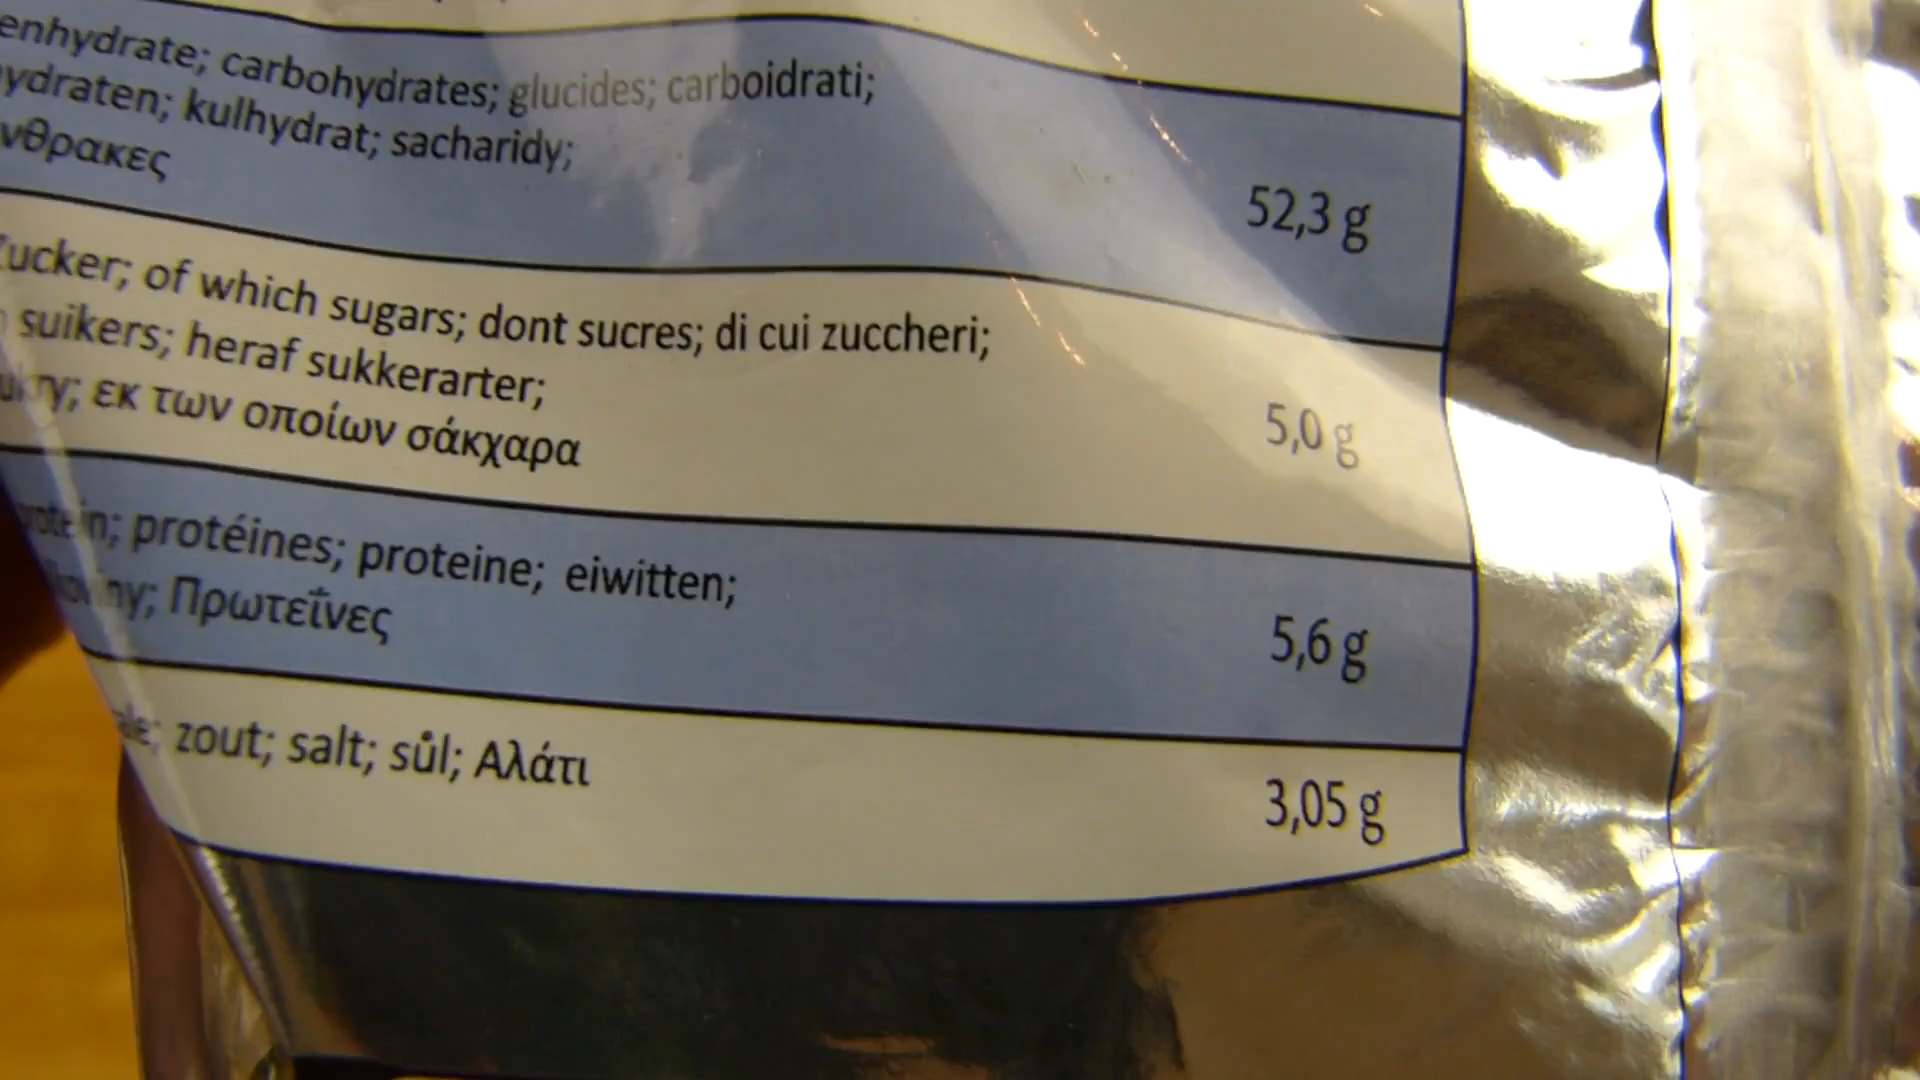 enhydrate; carbohydrates; glucides; carboidrati;
ydraten; kulhydrat; sacharidy;
νθρακες
52,3 g
Zucker; of which sugars; dont sucres; di cui zuccheri;
suikers; heraf sukkerarter;
εκ των οποίων σάκχαρα
5,0 g
protéines; proteine; eiwitten;
Πρωτεΐνες
5,6 g
zout; salt; sůl; Αλάτι
3,05 g